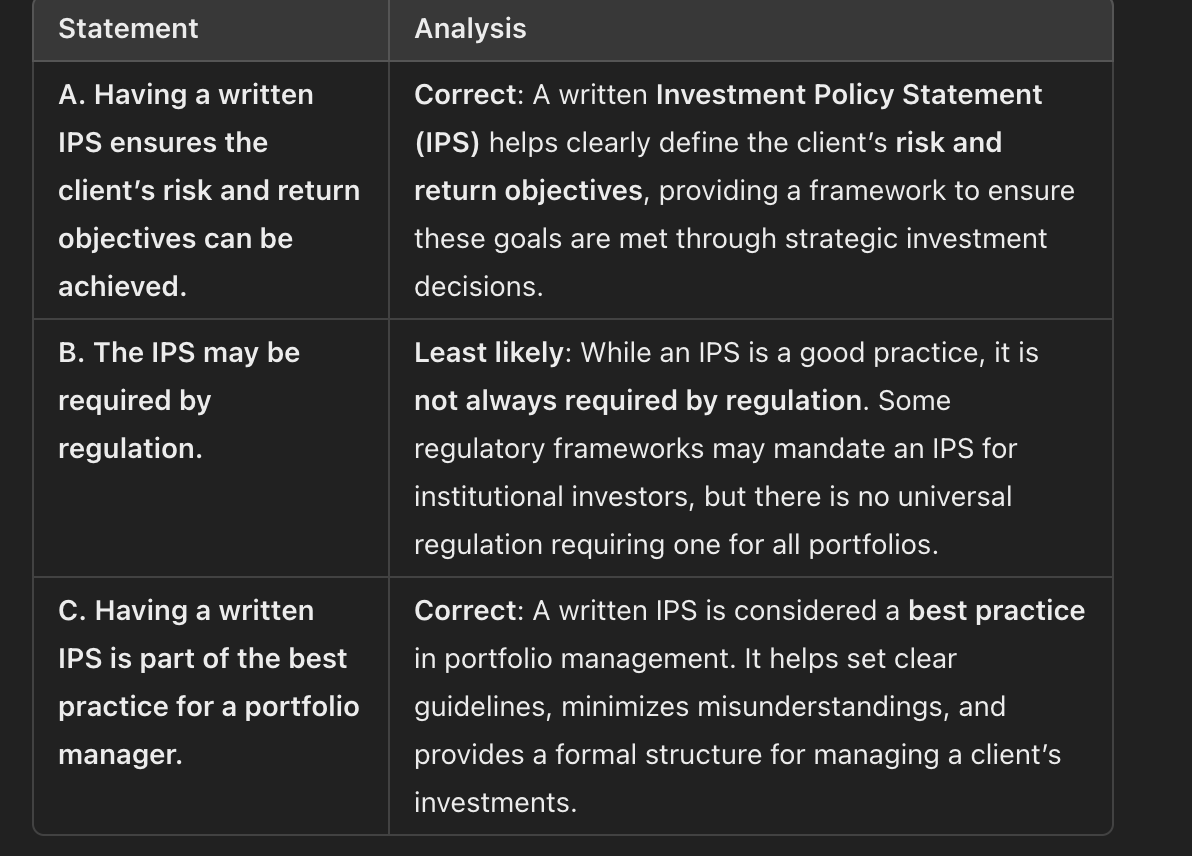 Statement
Analysis
A. Having a written
IPS ensures the
client’s risk and return
objectives can be
achieved.
Correct: A written Investment Policy Statement
(IPS) helps clearly define the client’s risk and
return objectives, providing a framework to ensure
these goals are met through strategic investment
decisions.
B. The IPS may be
required by
regulation.
Least likely: While an IPS is a good practice, it is
not always required by regulation. Some
regulatory frameworks may mandate an IPS for
institutional investors, but there is no universal
regulation requiring one for all portfolios.
C. Having a written
IPS is part of the best
practice for a portfolio
manager.
Correct: A written IPS is considered a best practice
in portfolio management. It helps set clear
guidelines, minimizes misunderstandings, and
provides a formal structure for managing a client’s
investments.